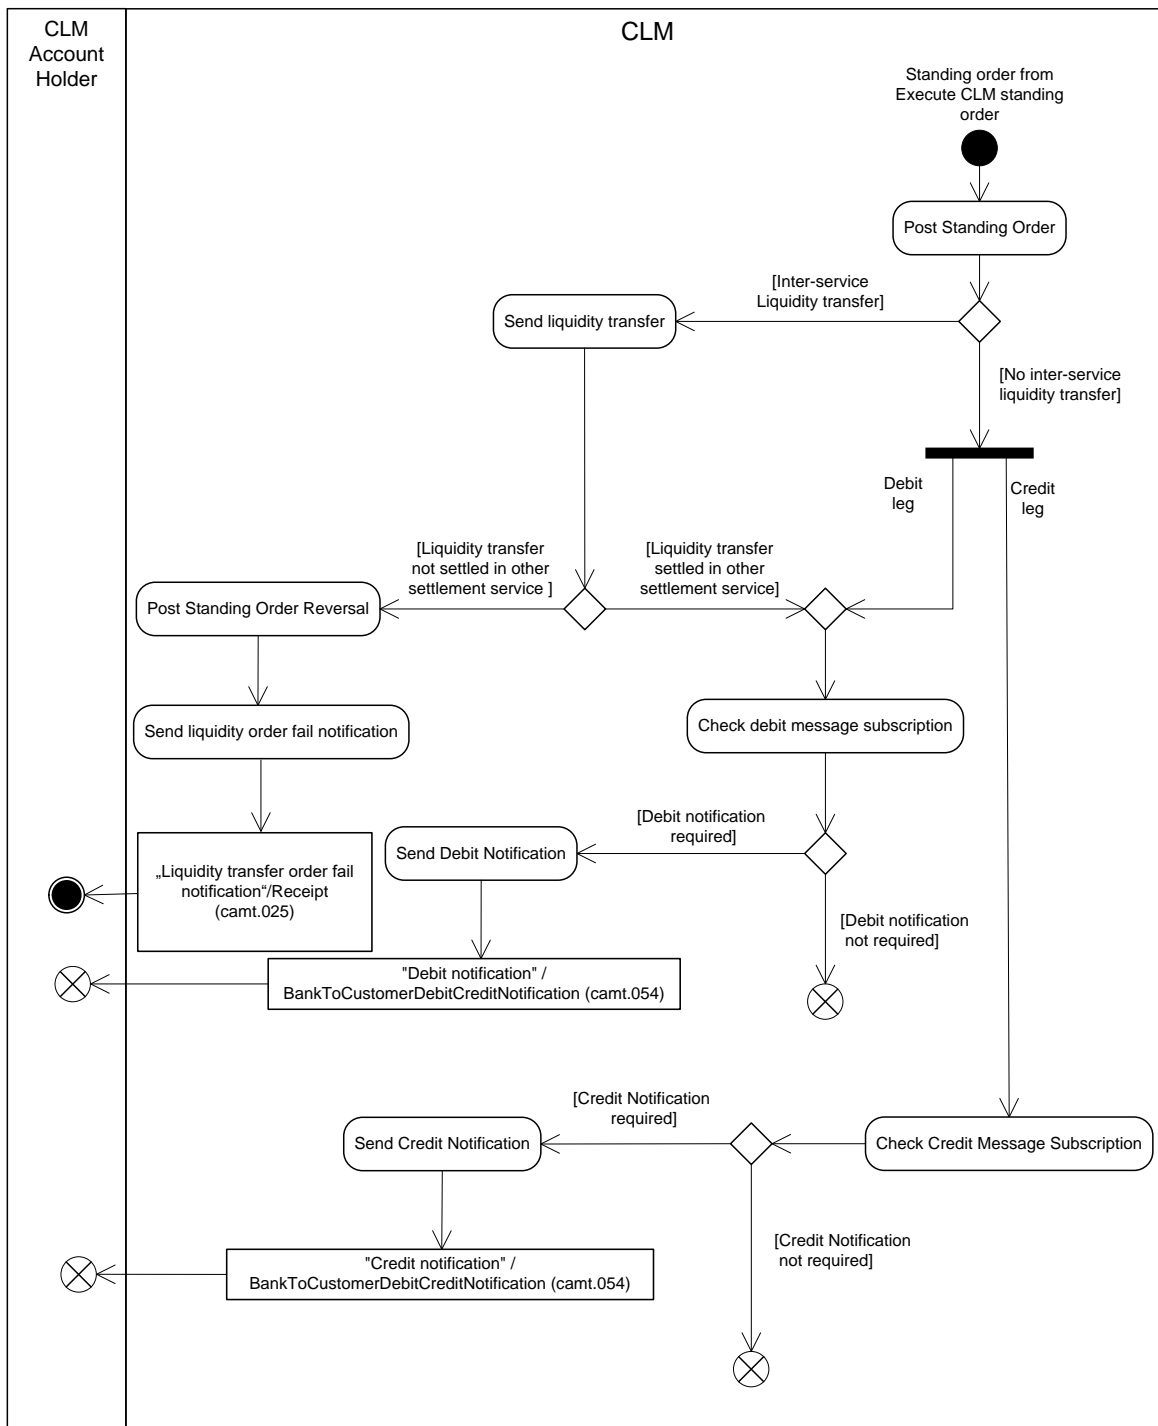 CLM
Account
Holder
CLM
Standing order from
Execute CLM standing
order
Post Standing Order
[Inter-service
Liquidity transfer]
Send liquidity transfer
[No inter-service
liquidity transfer]
Debit
leg
Credit
leg
[Liquidity transfer
not settled in other
settlement service ]
[Liquidity transfer
settled in other
settlement service]
Post Standing Order Reversal
Send liquidity order fail notification
Check debit message subscription
[Debit notification
required]
Send Debit Notification
„Liquidity transfer order fail
notification“/Receipt
(camt.025)
[Debit notification
not required]
"Debit notification" /
BankToCustomerDebitCreditNotification (camt.054)
[Credit Notification
required]
Send Credit Notification
Check Credit Message Subscription
[Credit Notification
not required]
"Credit notification" /
BankToCustomerDebitCreditNotification (camt.054)